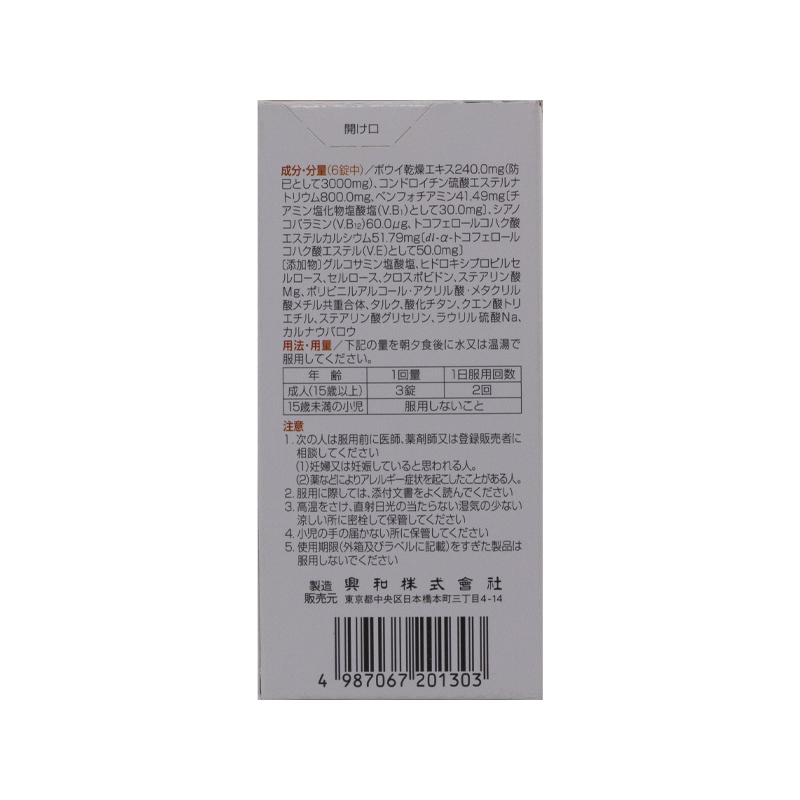 開け口
成分・分量(6錠中)/ボウイ乾燥エキス240.0mg(防
已として3000mg)、コンドロイチン硫酸エステルナ
トリウム800.0mg、ベンフォチアミン41.49mg〔チ
アミン塩化物塩酸塩(V.B₁)として30.0mg〕、シアノ
コバラミン(V.B₁₂)60.0μg、トコフェロールコハク酸
エステルカルシウム51.79mg〔dl-α-トコフェロール
コハク酸エステル(V.E)として50.0mg〕
〔添加物〕グルコサミン塩酸塩、ヒドロキシプロピルセ
ルロース、セルロース、クロスポビドン、ステアリン酸
Mg、ポリビニルアルコール・アクリル酸・メタクリル
酸メチル共重合体、タルク、酸化チタン、クエン酸トリ
エチル、ステアリン酸グリセリン、ラウリル硫酸Na、
カルナウバロウ
用法・用量/下記の量を朝夕食後に水又は温湯で
服用してください。
年齢 1回量 1日服用回数
成人(15歳以上) 3錠 2回
15歳未満の小児 服用しないこと
注意
1. 次の人は服用前に医師、薬剤師又は登録販売者に
相談してください
(1)妊婦又は妊娠していると思われる人。
(2)薬などによりアレルギー症状を起こしたことがある人。
2. 服用に際しては、添付文書をよく読んでください
3. 高温をさけ、直射日光の当たらない湿気の少ない
涼しい所に密栓して保管してください
4. 小児の手の届かない所に保管してください
5. 使用期限(外箱及びラベルに記載)をすぎた製品は
服用しないでください
製造 興和株式會社
販売元 東京都中央区日本橋本町三丁目4-14
4 987067 201303